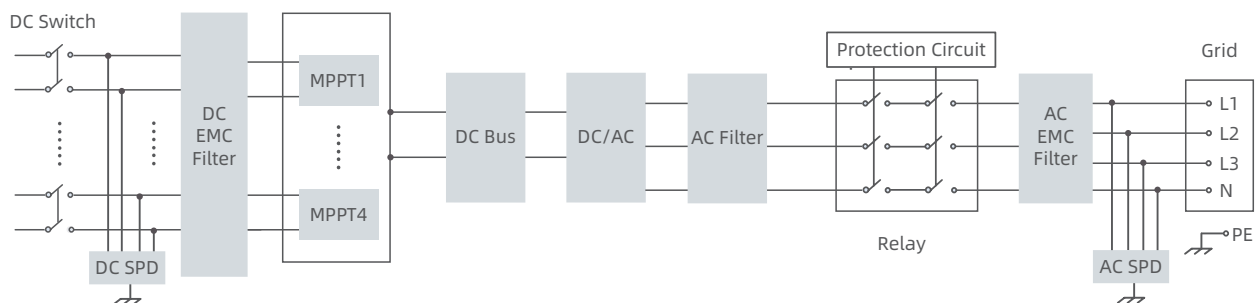 DC Switch
DC
EMC
Filter
DC SPD
MPPT1
MPPT4
DC Bus
DC/AC
AC Filter
Protection Circuit
Relay
AC
EMC
Filter
AC SPD
Grid
L1
L2
L3
N
PE